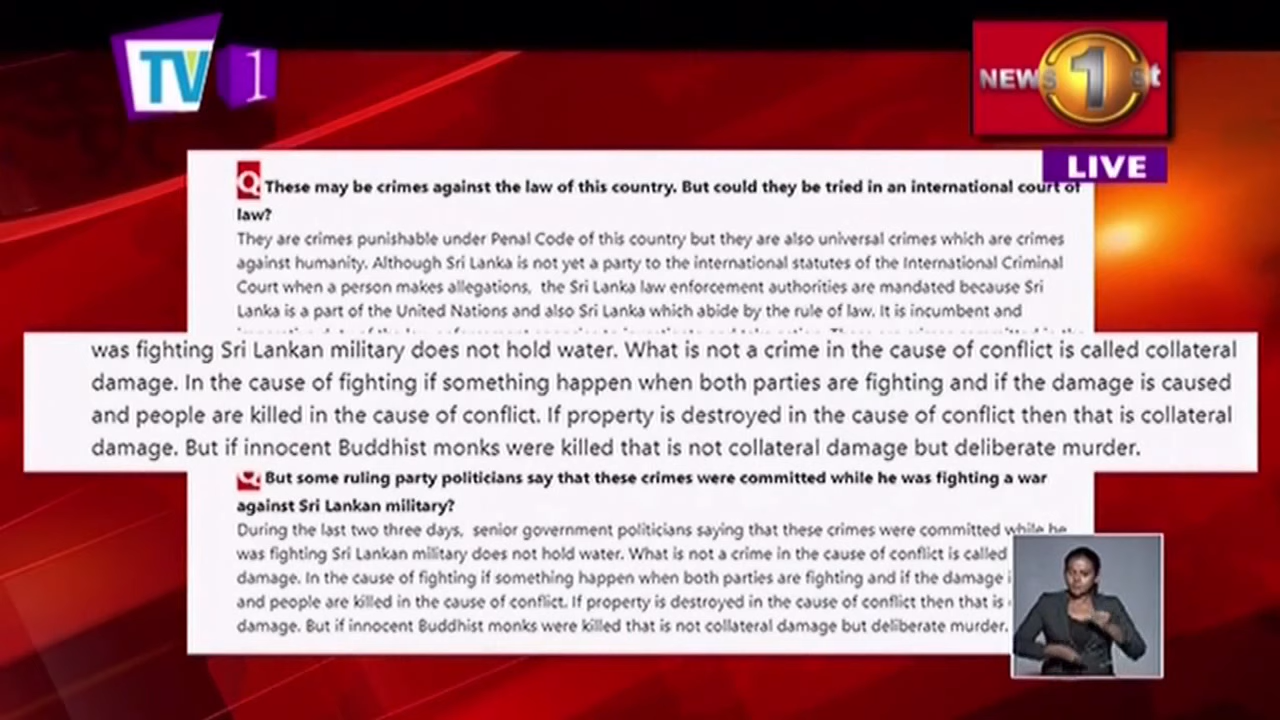 TV 1
NEWS 1st
LIVE
Q These may be crimes against the law of this country. But could they be tried in an international court of
law?
They are crimes punishable under Penal Code of this country but they are also universal crimes which are crimes
against humanity. Although Sri Lanka is not yet a party to the international statutes of the International Criminal
Court when a person makes allegations, the Sri Lanka law enforcement authorities are mandated because Sri
Lanka is a part of the United Nations and also Sri Lanka which abide by the rule of law. It is incumbent and
was fighting Sri Lankan military does not hold water. What is not a crime in the cause of conflict is called collateral
damage. In the cause of fighting if something happen when both parties are fighting and if the damage is caused
and people are killed in the cause of conflict. If property is destroyed in the cause of conflict then that is collateral
damage. But if innocent Buddhist monks were killed that is not collateral damage but deliberate murder.
Q But some ruling party politicians say that these crimes were committed while he was fighting a war
against Sri Lankan military?
During the last two three days, senior government politicians saying that these crimes were committed while he
was fighting Sri Lankan military does not hold water. What is not a crime in the cause of conflict is called
damage. In the cause of fighting if something happen when both parties are fighting and if the damage
and people are killed in the cause of conflict. If property is destroyed in the cause of conflict then that is
damage. But if innocent Buddhist monks were killed that is not collateral damage but deliberate murder.